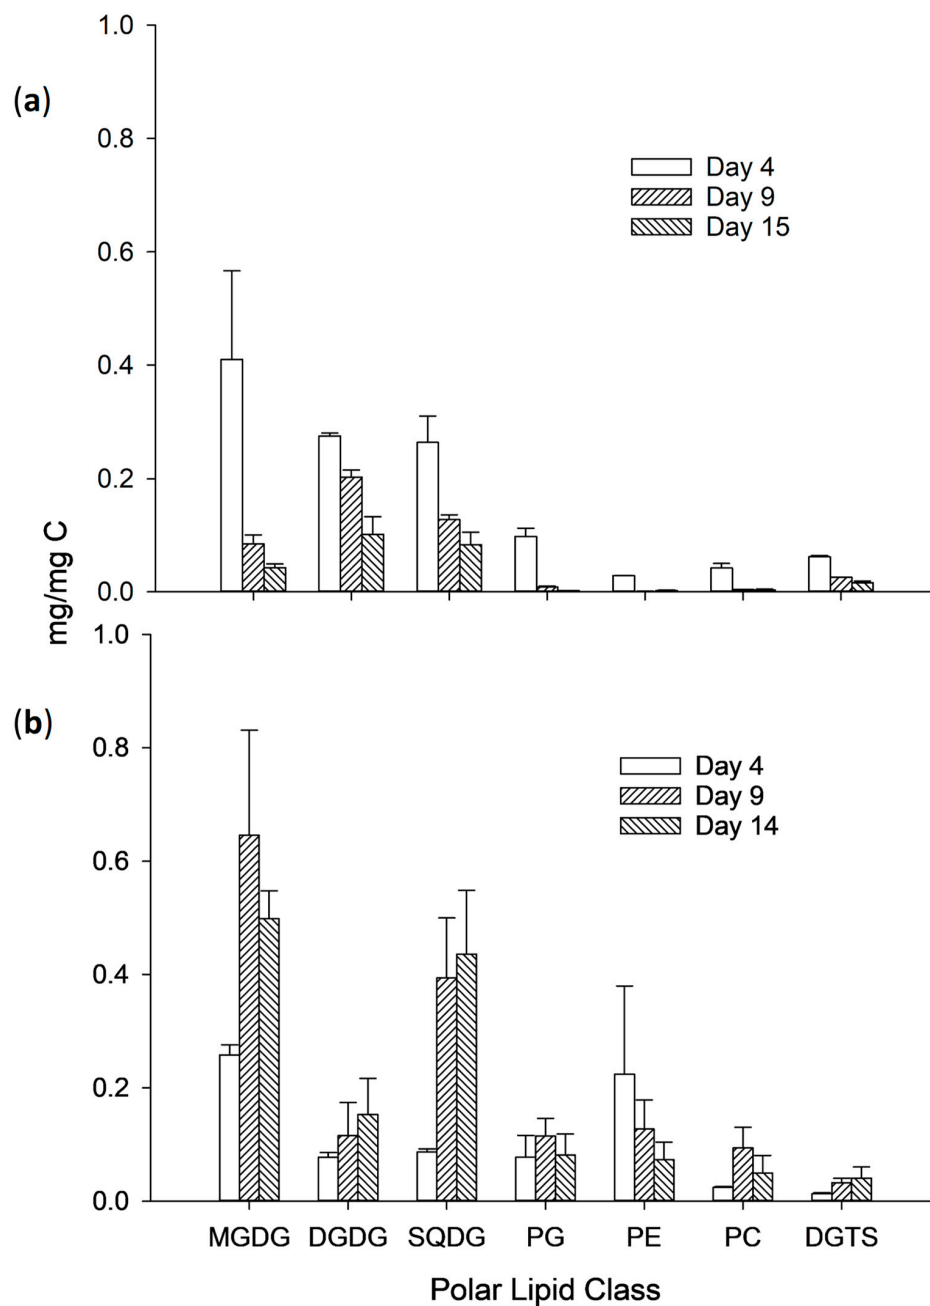 (a)
1.0
0.8
0.6
0.4
0.2
0.0
Day 4
Day 9
Day 15
mg/mg C
(b)
1.0
0.8
0.6
0.4
0.2
0.0
Day 4
Day 9
Day 14
MGDG DGDG SQDG PG PE PC DGTS
Polar Lipid Class